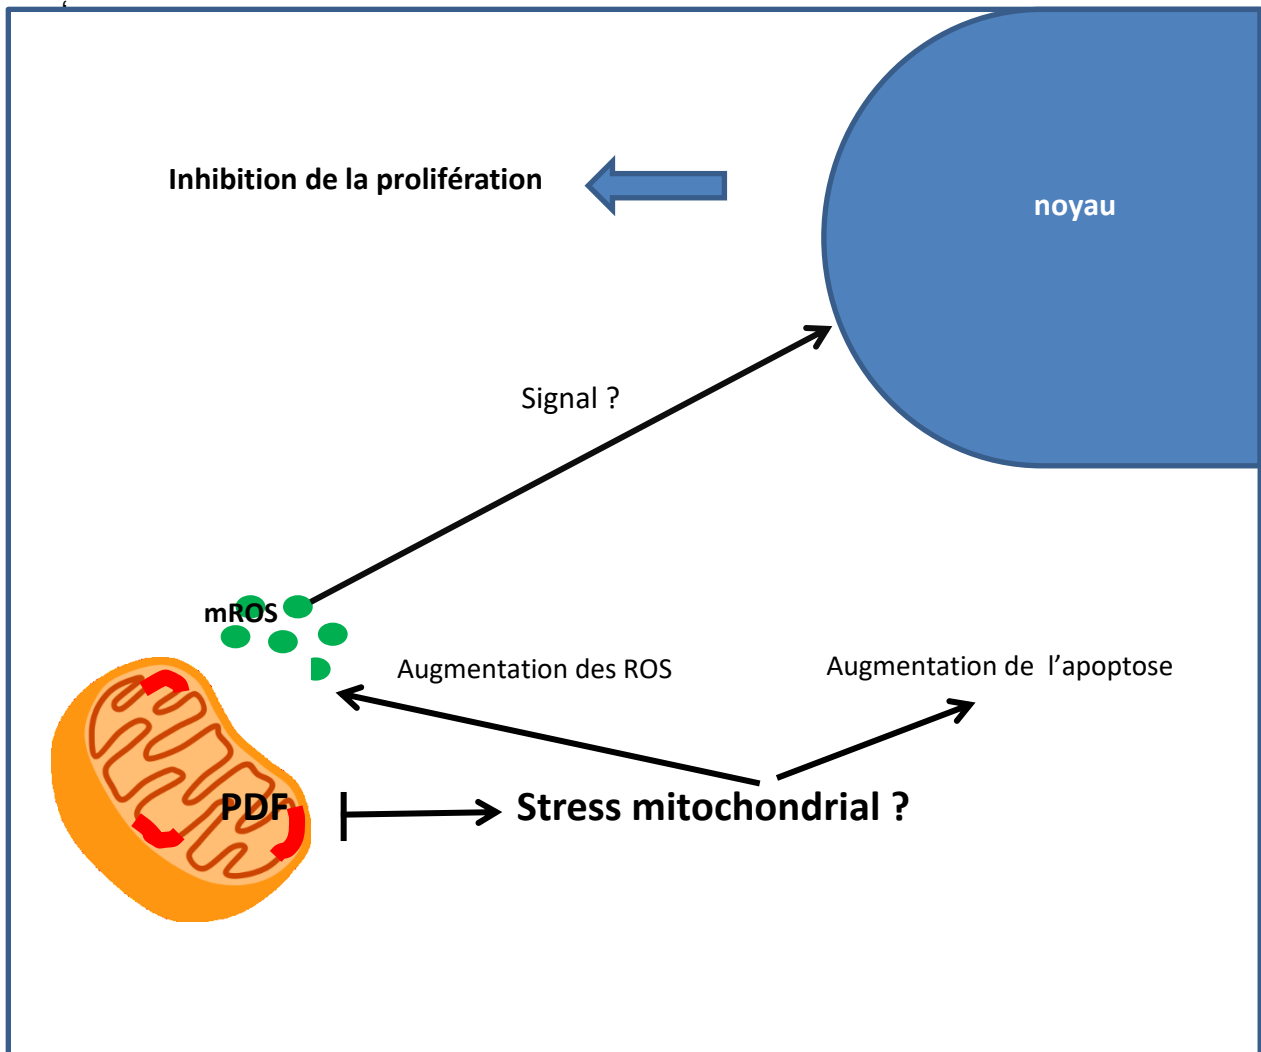 Inhibition de la prolifération
noyau
Signal ?
mROS
Augmentation des ROS
Augmentation de l’apoptose
PDF
Stress mitochondrial ?